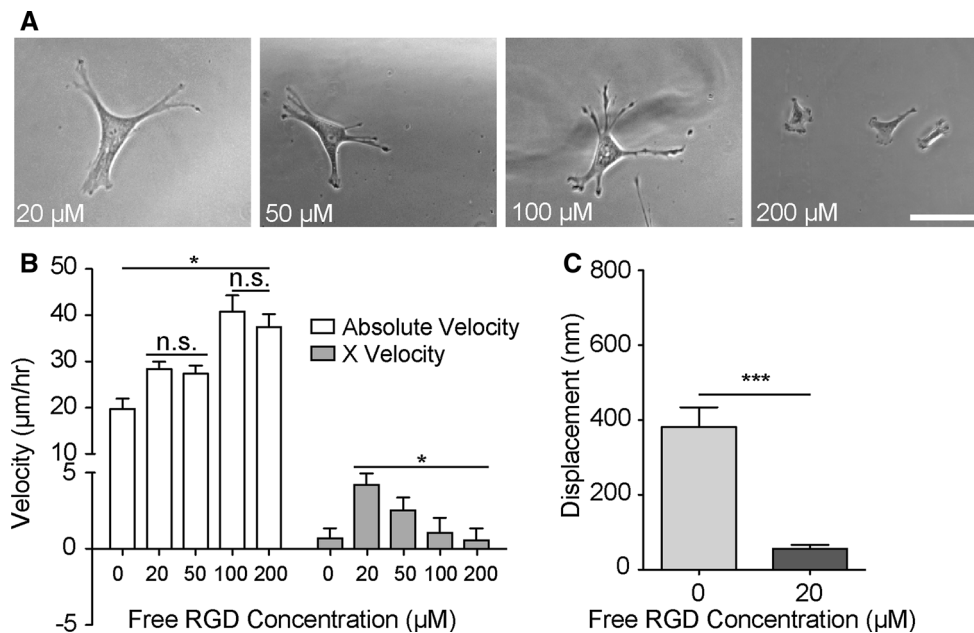 A
20 µM
50 µM
100 µM
200 µM
B
50
40
30
20
10
5
0
-5
Velocity (µm/hr)
*
n.s.
n.s.
*
Absolute Velocity
X Velocity
0 20 50 100 200 0 20 50 100 200
Free RGD Concentration (µM)
C
800
600
400
200
0
Displacement (nm)
***
0 20
Free RGD Concentration (µM)